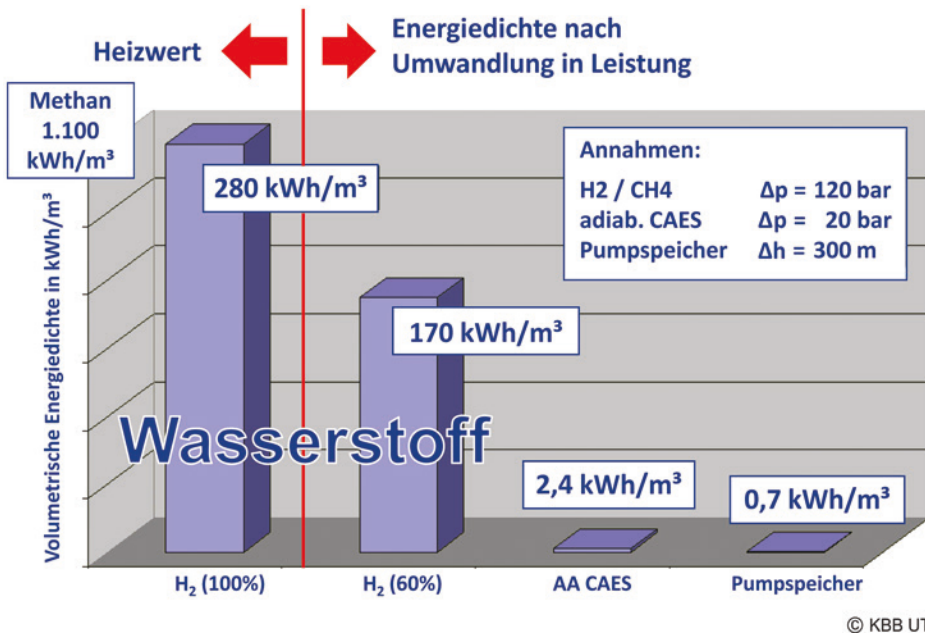 Heizwert
Energiedichte nach
Umwandlung in Leistung
Methan
1.100
kWh/m³
Volumetrische Energiedichte in kWh/m³
280 kWh/m³
170 kWh/m³
Annahmen:
H2 / CH4 Δp = 120 bar
adiab. CAES Δp = 20 bar
Pumpspeicher Δh = 300 m
Wasserstoff
2,4 kWh/m³
0,7 kWh/m³
H₂ (100%)
H₂ (60%)
AA CAES
Pumpspeicher
© KBB UT